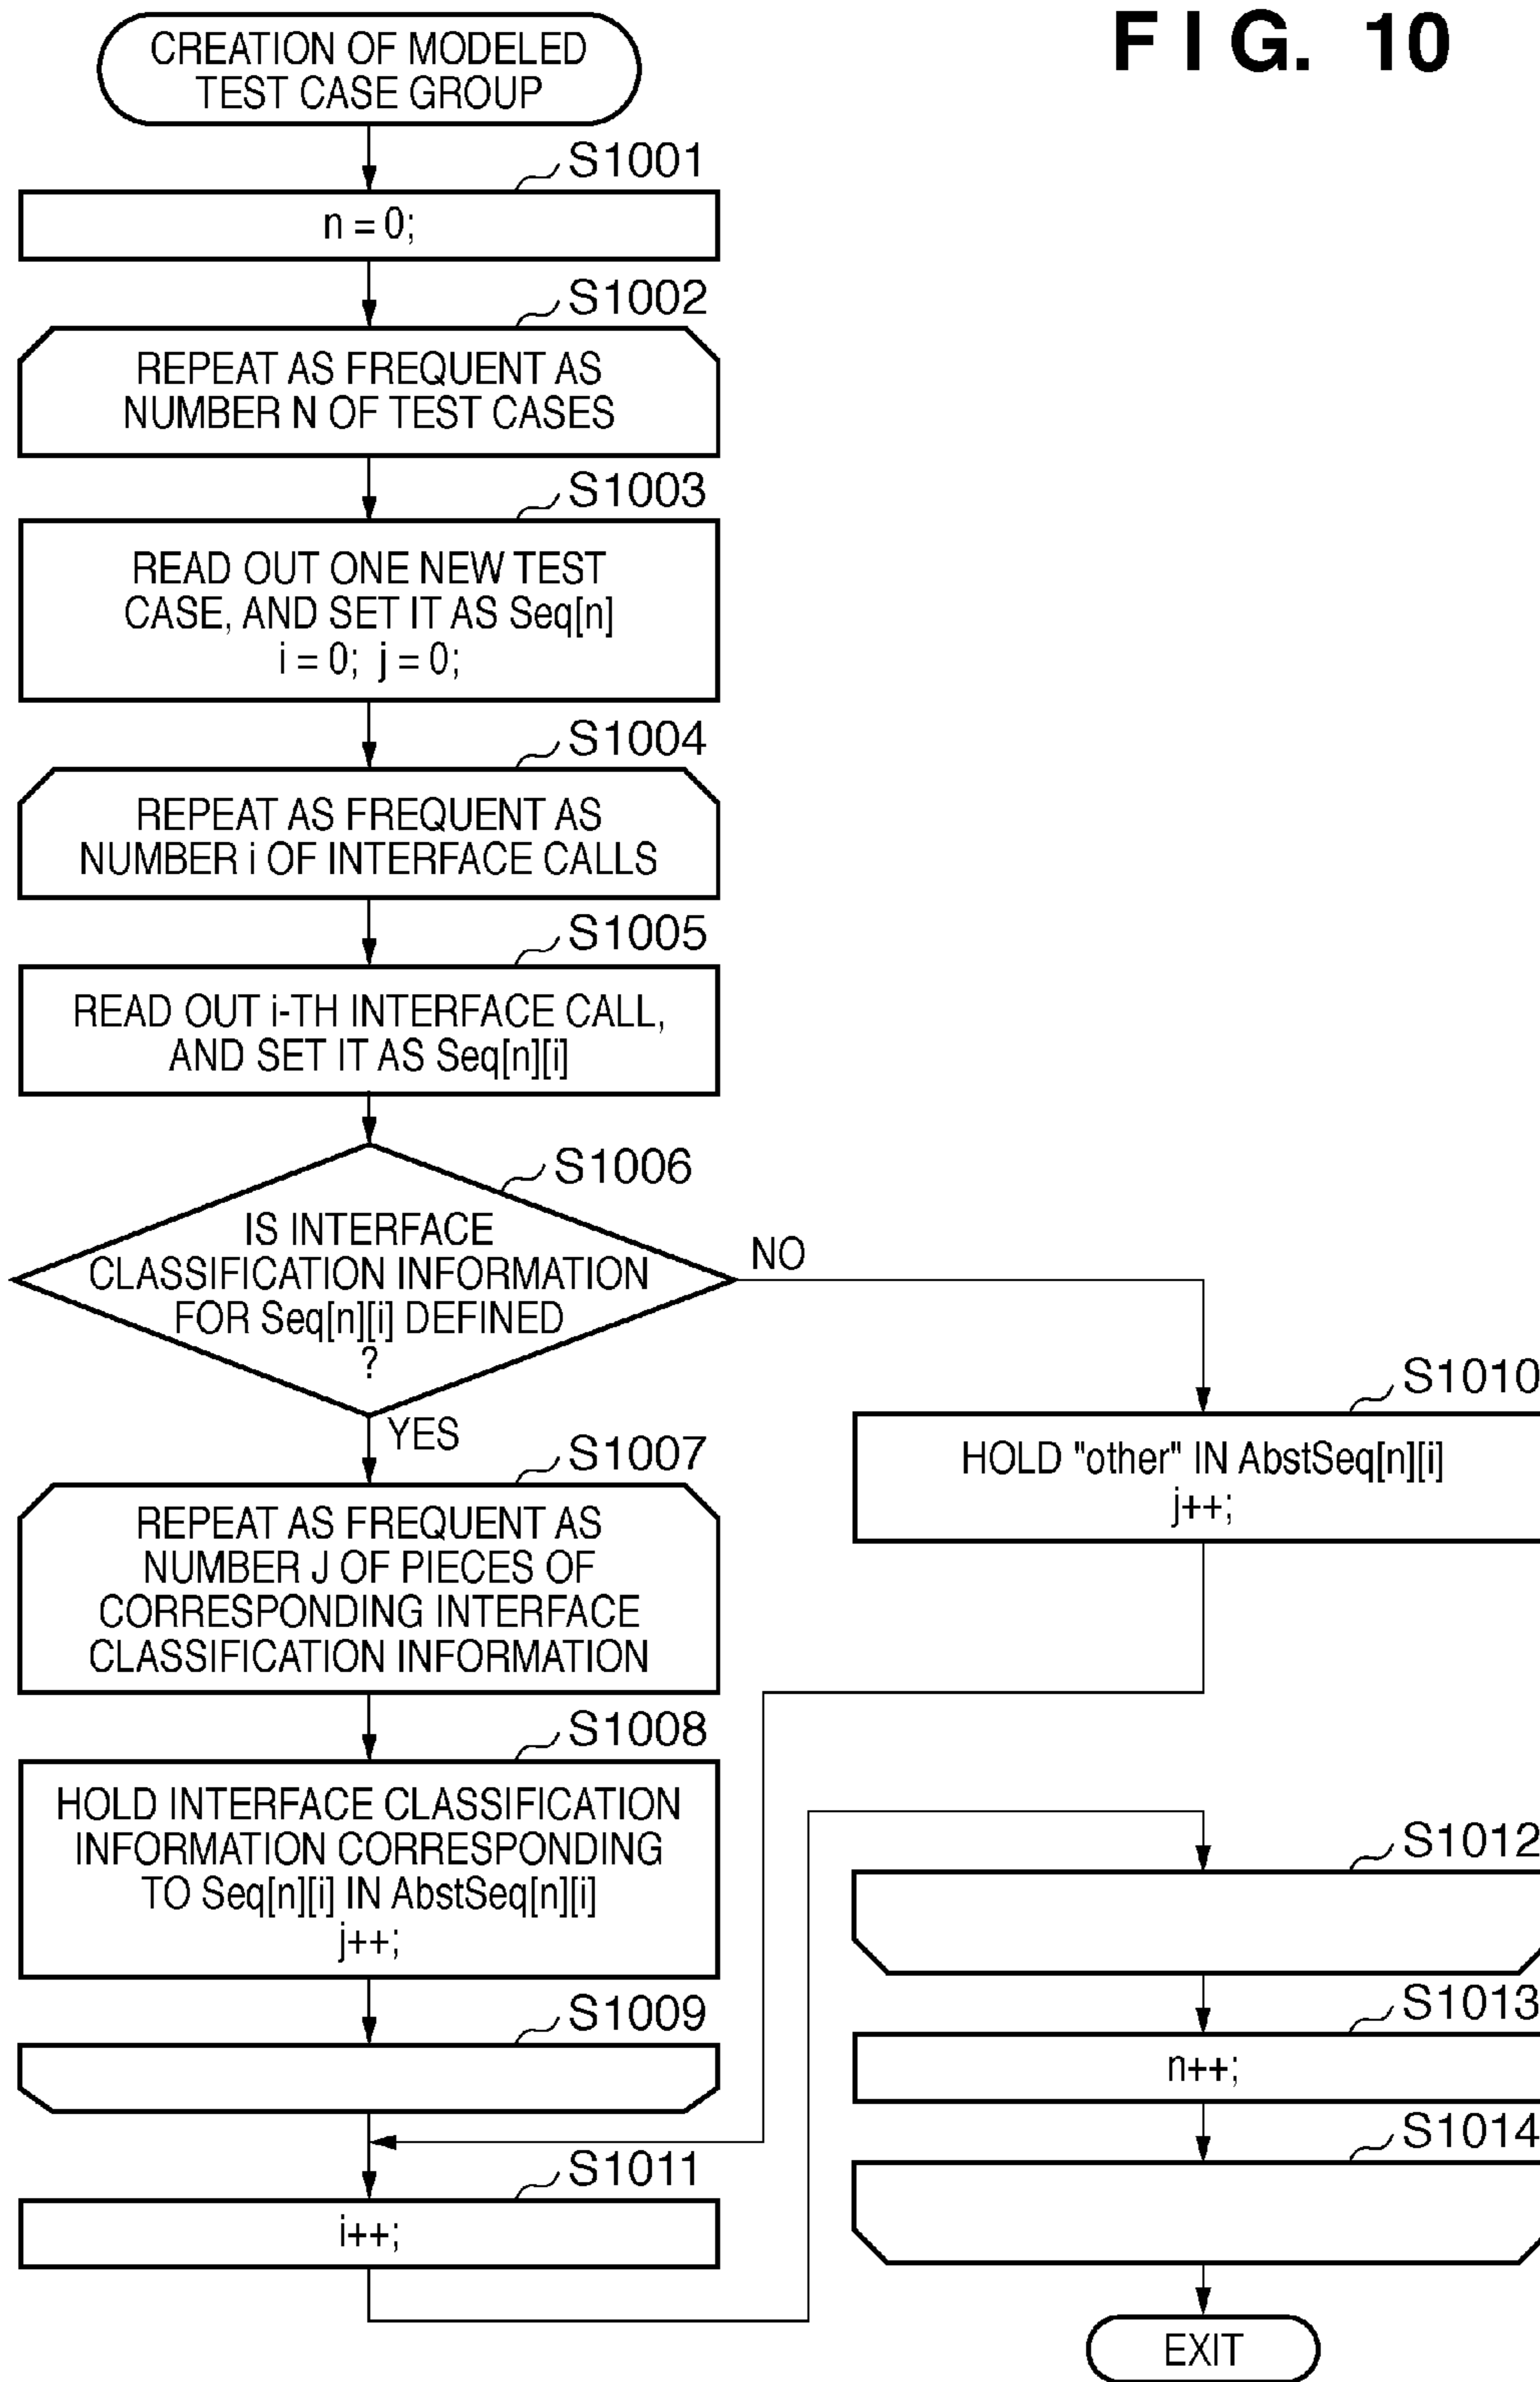 FIG. 10
CREATION OF MODELED
TEST CASE GROUP
S1001
n = 0;
S1002
REPEAT AS FREQUENT AS
NUMBER N OF TEST CASES
S1003
READ OUT ONE NEW TEST
CASE, AND SET IT AS Seq[n]
i = 0; j = 0;
S1004
REPEAT AS FREQUENT AS
NUMBER i OF INTERFACE CALLS
S1005
READ OUT i-TH INTERFACE CALL,
AND SET IT AS Seq[n][i]
S1006
IS INTERFACE
CLASSIFICATION INFORMATION
FOR Seq[n][i] DEFINED
?
NO
YES
S1007
REPEAT AS FREQUENT AS
NUMBER J OF PIECES OF
CORRESPONDING INTERFACE
CLASSIFICATION INFORMATION
S1008
HOLD INTERFACE CLASSIFICATION
INFORMATION CORRESPONDING
TO Seq[n][i] IN AbstSeq[n][i]
j++;
S1009
S1010
HOLD "other" IN AbstSeq[n][i]
j++;
S1011
i++;
S1012
S1013
n++;
S1014
EXIT